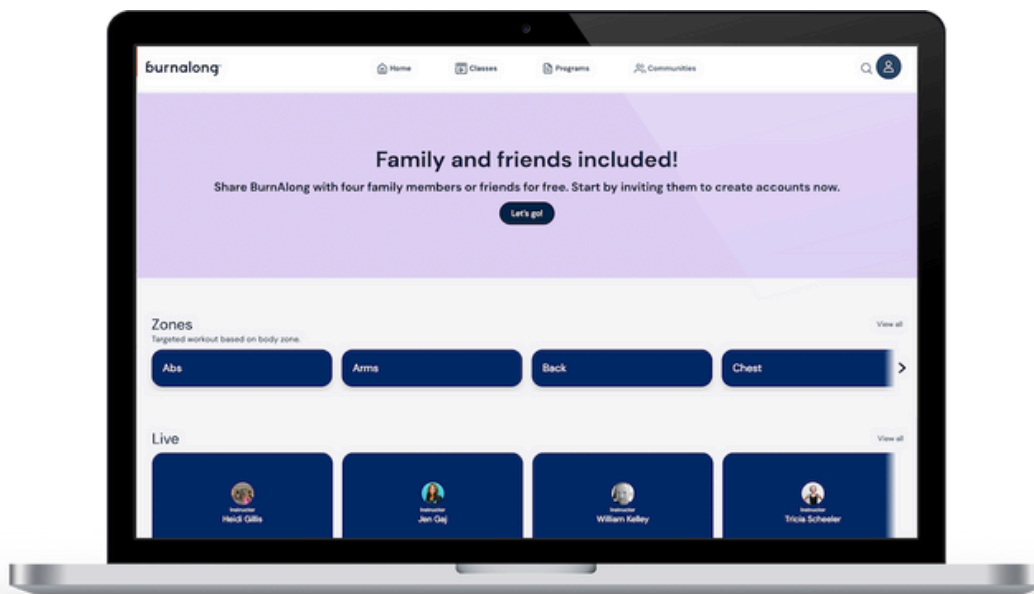 burnalong
Home
Classes
Programs
Communities
Family and friends included!
Share BurnAlong with four family members or friends for free. Start by inviting them to create accounts now.
Let's go!
Zones
View all
Targeted workout based on body zone.
Abs
Arms
Back
Chest
Live
View all
Instructor
Heidi Gillis
Instructor
Jen Gaj
Instructor
William Kelley
Instructor
Tricia Scheeler